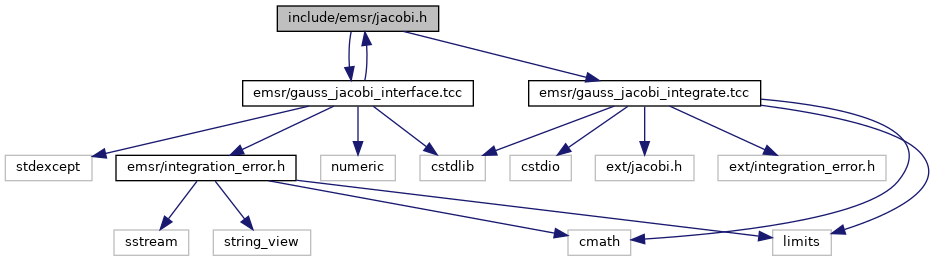 include/emsr/jacobi.h
emsr/gauss_jacobi_interface.tcc
emsr/gauss_jacobi_integrate.tcc
stdexcept
emsr/integration_error.h
numeric
cstdlib
cstdio
ext/jacobi.h
ext/integration_error.h
sstream
string_view
cmath
limits